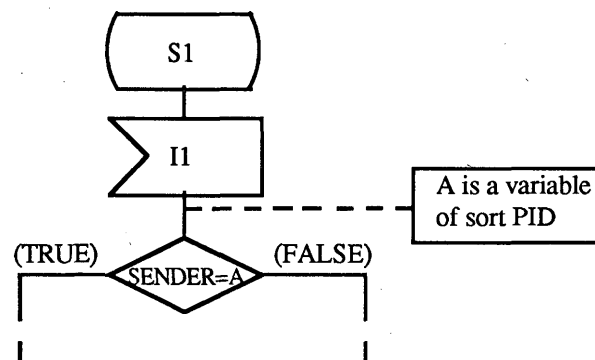 S1
I1
A is a variable
of sort PID
(TRUE)
(FALSE)
SENDER=A